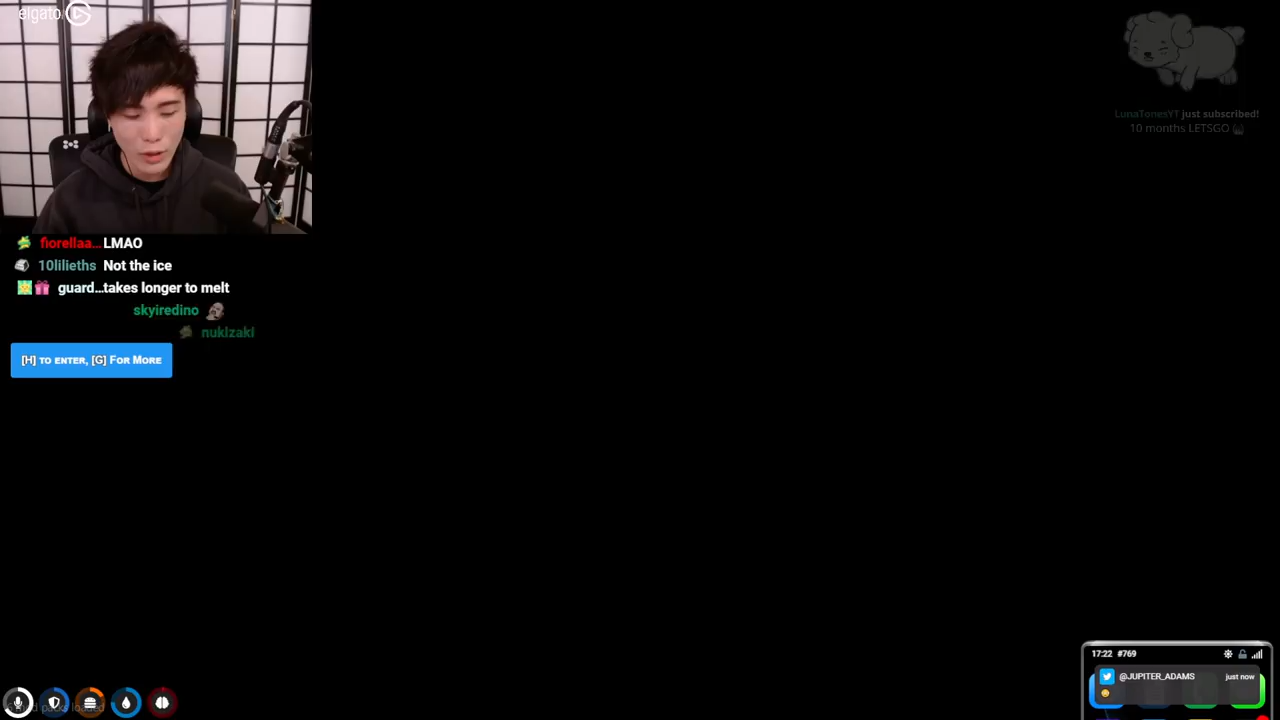 elgato
LunaTonesYT just subscribed!
10 months LETSGO
fiorellaa... LMAO
10lilieths Not the ice
guard...takes longer to melt
skyiredino
nukizaki
[H] TO ENTER, [G] FOR MORE
17:22 #769
@JUPITER_ADAMS just now